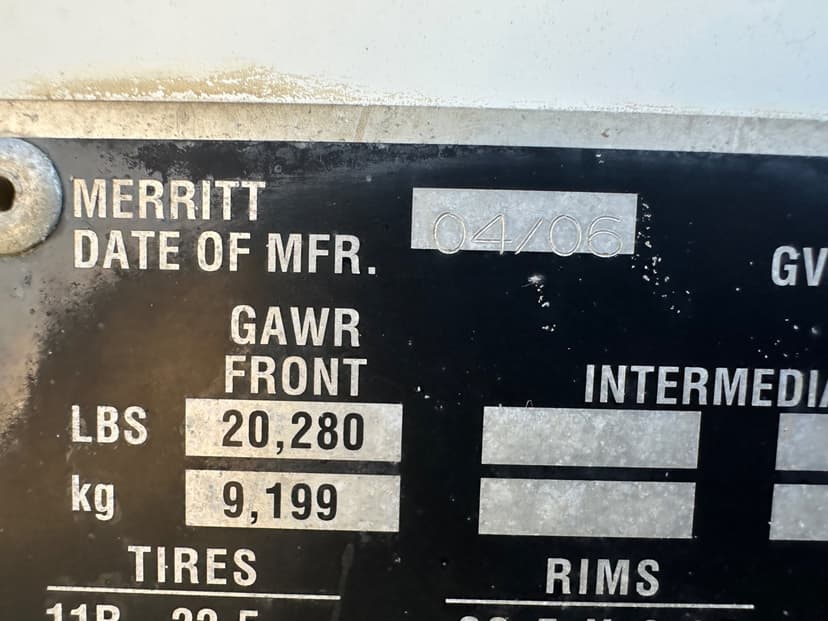 MERRITT
DATE OF MFR. 04/06
GV
GAWR
FRONT
INTERMEDIA
LBS 20,280
kg 9,199
TIRES RIMS